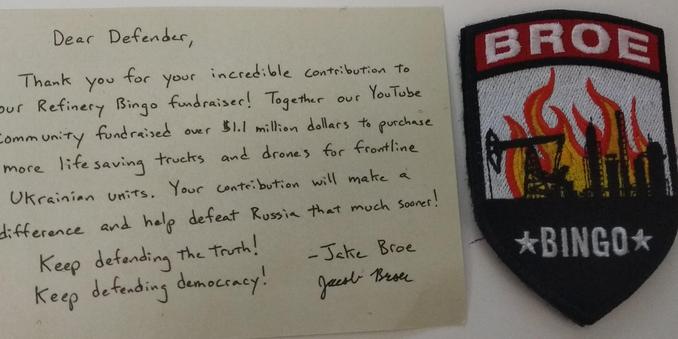 Dear Defender,
Thank you for your incredible contribution to
our Refinery Bingo fundraiser! Together our YouTube
community fundraised over $1.1 million dollars to purchase
more lifesaving trucks and drones for frontline
Ukrainian units. Your contribution will make a
difference and help defeat Russia that much sooner!
Keep defending the truth!
Keep defending democracy!
-Jake Broe
Jacob Broe
BROE
★BINGO★